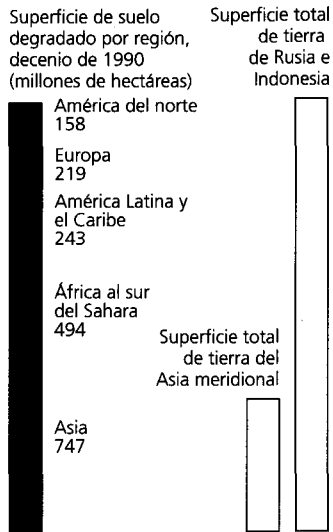 Superficie de suelo
degradado por región,
decenio de 1990
(millones de hectáreas)
Superficie total
de tierra
de Rusia e
Indonesia
América del norte
158
Europa
219
América Latina y
el Caribe
243
África al sur
del Sahara
494
Superficie total
de tierra del
Asia meridional
Asia
747